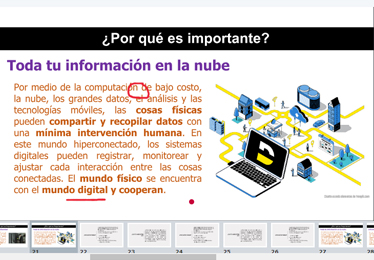 ¿Por qué es importante?
Toda tu información en la nube
Por medio de la computación de bajo costo,
la nube, los grandes datos, el análisis y las
tecnologías móviles, las cosas físicas
pueden compartir y recopilar datos con
una mínima intervención humana. En
este mundo hiperconectado, los sistemas
digitales pueden registrar, monitorear y
ajustar cada interacción entre las cosas
conectadas. El mundo físico se encuentra
con el mundo digital y cooperan.
21 22 23 24 25 26 27 28